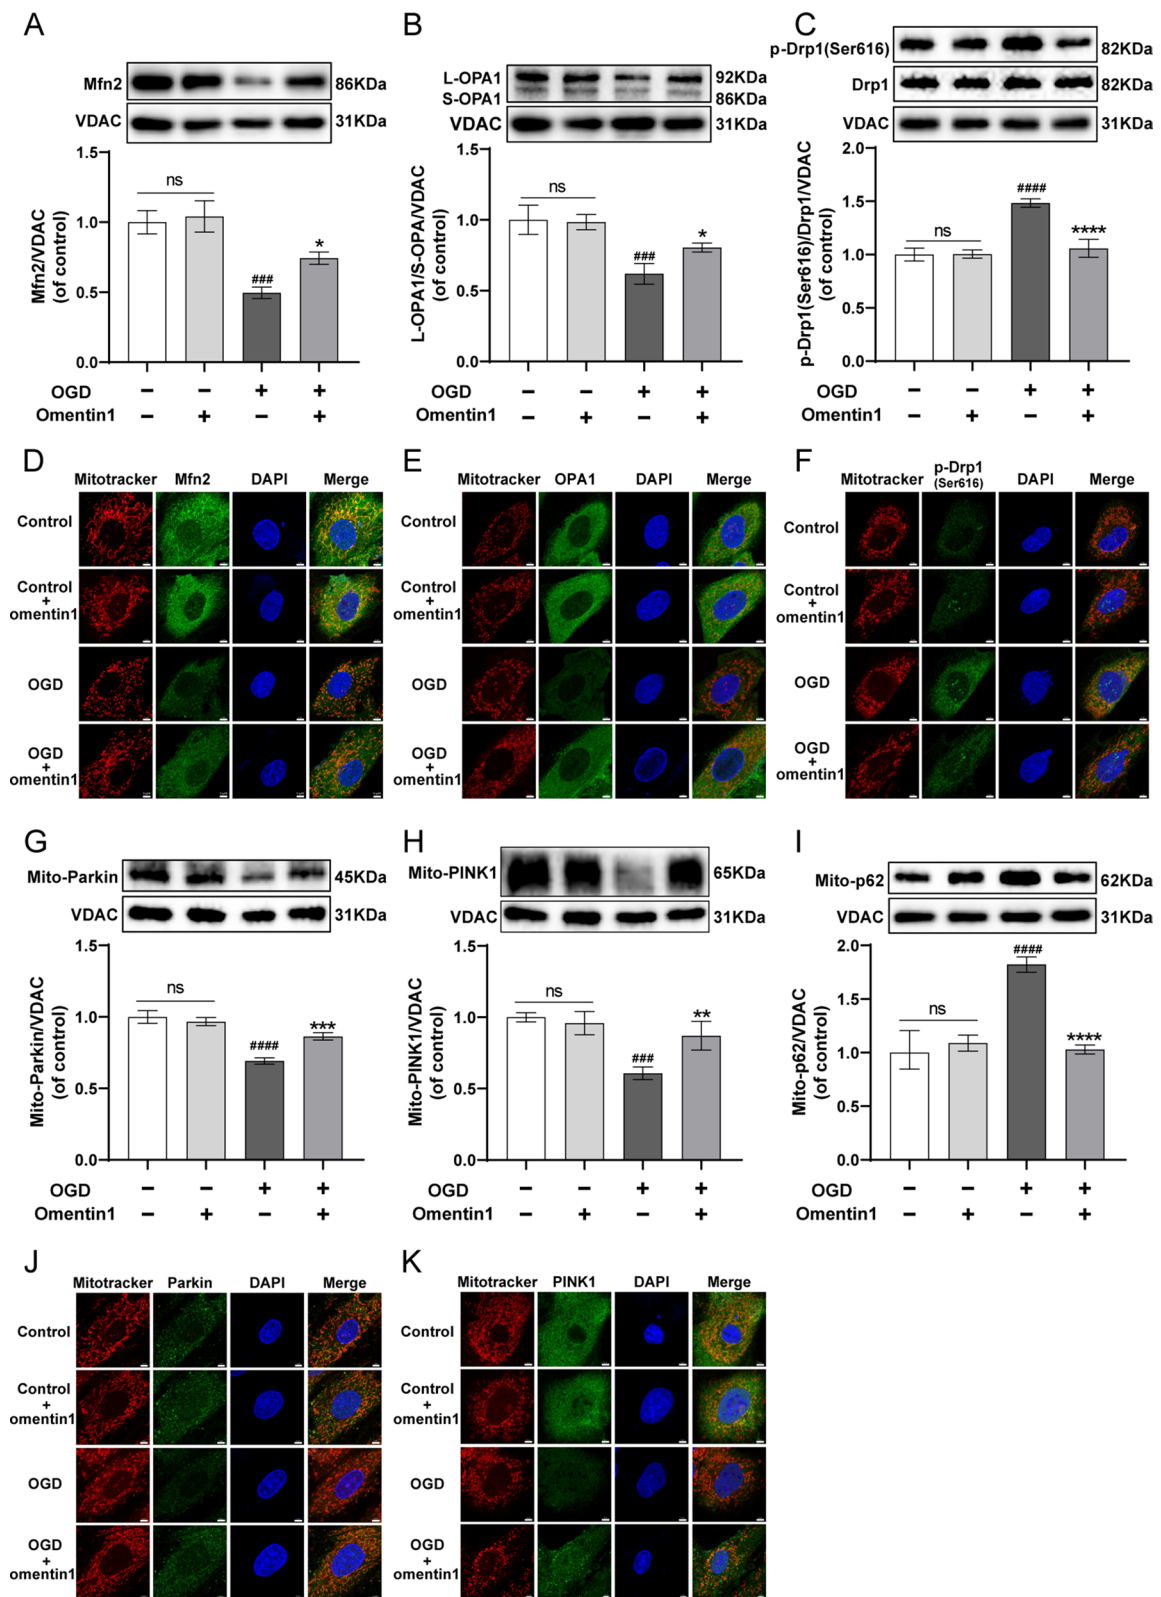 A
Mfn2
86KDa
VDAC
31KDa
Mfn2/VDAC
(of control)
1.5
1.0
0.5
0.0
ns
###
*
OGD
− − + +
Omentin1
− + − +
B
L-OPA1
92KDa
S-OPA1
86KDa
VDAC
31KDa
L-OPA1/S-OPA/VDAC
(of control)
1.5
1.0
0.5
0.0
ns
###
*
OGD
− − + +
Omentin1
− + − +
C
p-Drp1(Ser616)
82KDa
Drp1
82KDa
VDAC
31KDa
p-Drp1(Ser616)/Drp1/VDAC
(of control)
2.0
1.5
1.0
0.5
0.0
ns
####
****
OGD
− − + +
Omentin1
− + − +
D
Mitotracker Mfn2 DAPI Merge
Control
Control
+
omentin1
OGD
OGD
+
omentin1
E
Mitotracker OPA1 DAPI Merge
Control
Control
+
omentin1
OGD
OGD
+
omentin1
F
Mitotracker p-Drp1 DAPI Merge
(Ser616)
Control
Control
+
omentin1
OGD
OGD
+
omentin1
G
Mito-Parkin
45KDa
VDAC
31KDa
Mito-Parkin/VDAC
(of control)
1.5
1.0
0.5
0.0
ns
####
***
OGD
− − + +
Omentin1
− + − +
H
Mito-PINK1
65KDa
VDAC
31KDa
Mito-PINK1/VDAC
(of control)
1.5
1.0
0.5
0.0
ns
###
**
OGD
− − + +
Omentin1
− + − +
I
Mito-p62
62KDa
VDAC
31KDa
Mito-p62/VDAC
(of control)
2.0
1.5
1.0
0.5
0.0
ns
####
****
OGD
− − + +
Omentin1
− + − +
J
Mitotracker Parkin DAPI Merge
Control
Control
+
omentin1
OGD
OGD
+
omentin1
K
Mitotracker PINK1 DAPI Merge
Control
Control
+
omentin1
OGD
OGD
+
omentin1